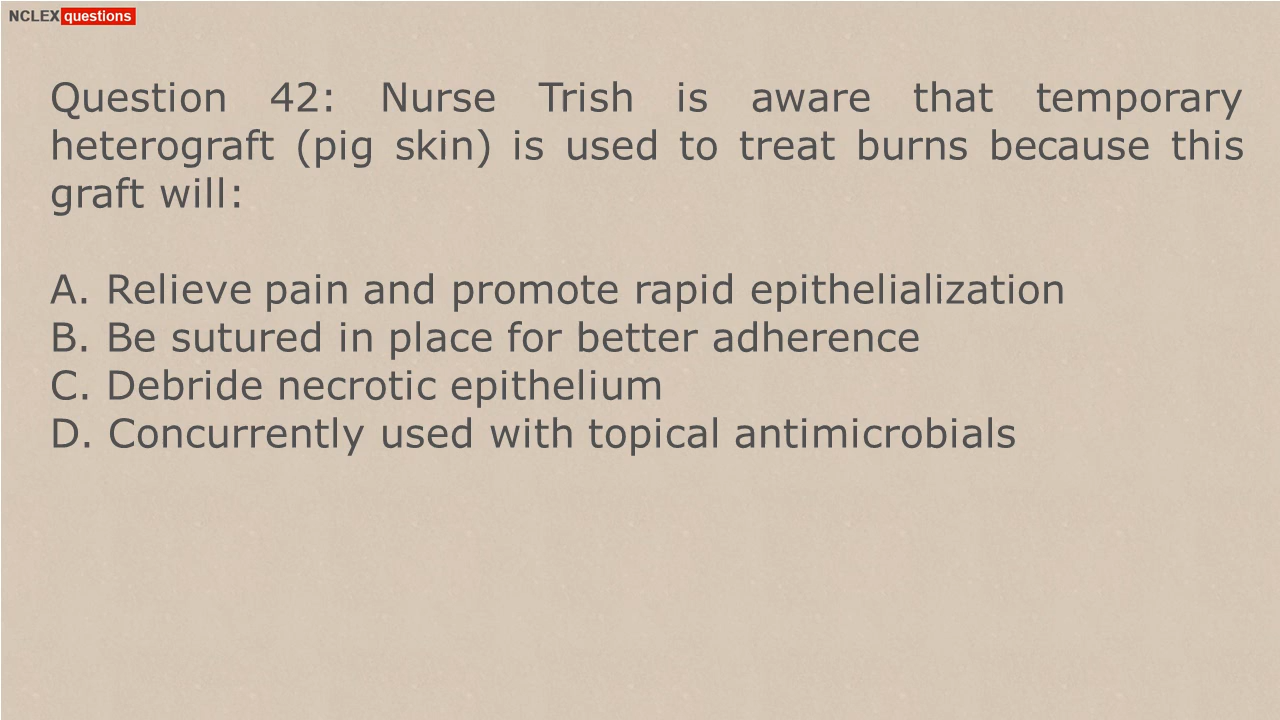 NCLEX questions
Question 42: Nurse Trish is aware that temporary
heterograft (pig skin) is used to treat burns because this
graft will:
A. Relieve pain and promote rapid epithelialization
B. Be sutured in place for better adherence
C. Debride necrotic epithelium
D. Concurrently used with topical antimicrobials